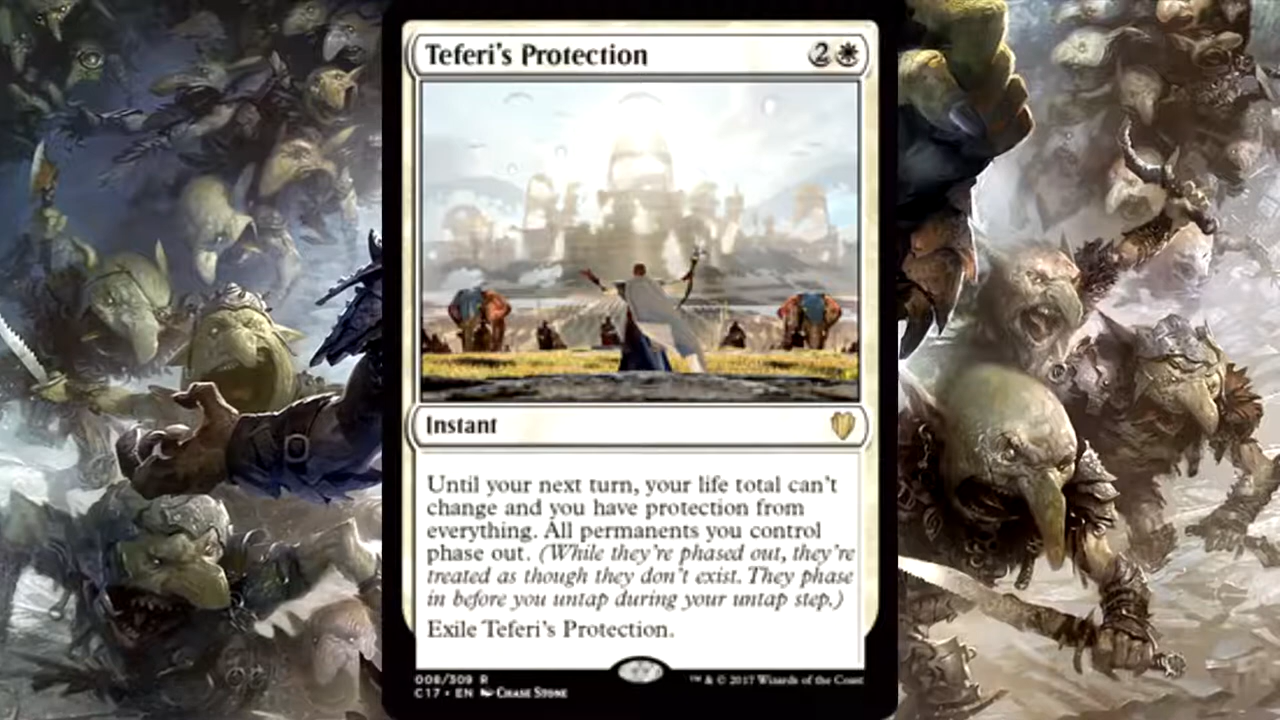 Teferi's Protection
2
Instant
Until your next turn, your life total can't
change and you have protection from
everything. All permanents you control
phase out. (While they're phased out, they're
treated as though they don't exist. They phase
in before you untap during your untap step.)
Exile Teferi's Protection.
008/309 R
C17 • EN Chase Stone
™ & © 2017 Wizards of the Coast